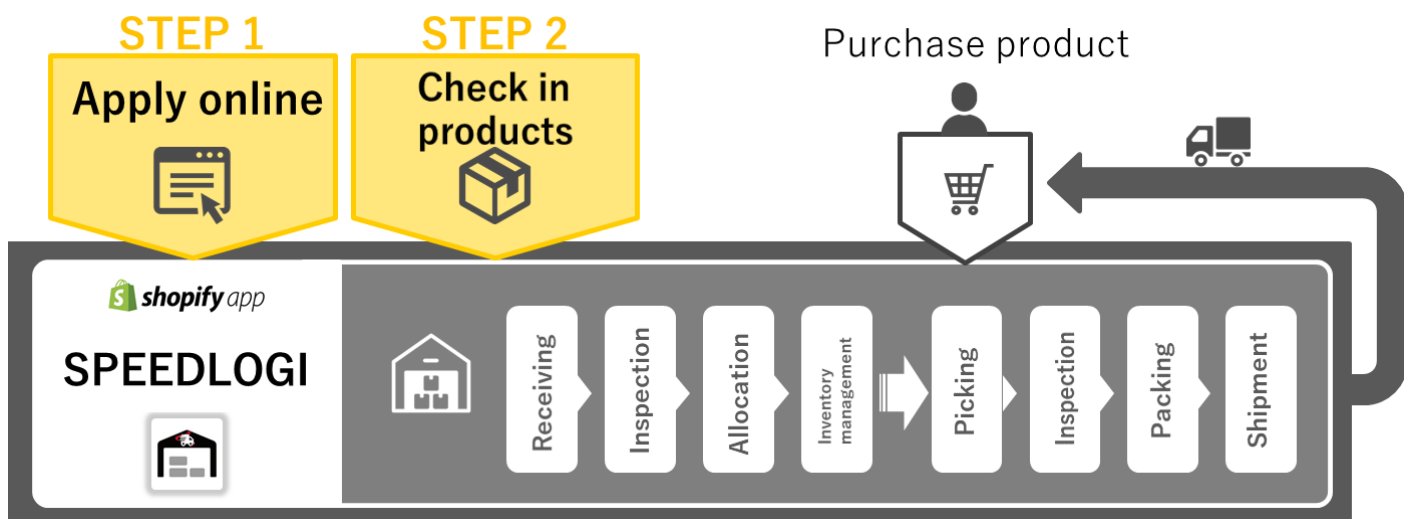 STEP 1
Apply online
STEP 2
Check in
products
Purchase product
shopify app
SPEEDLOGI
Receiving
Inspection
Allocation
Inventory
management
Picking
Inspection
Packing
Shipment